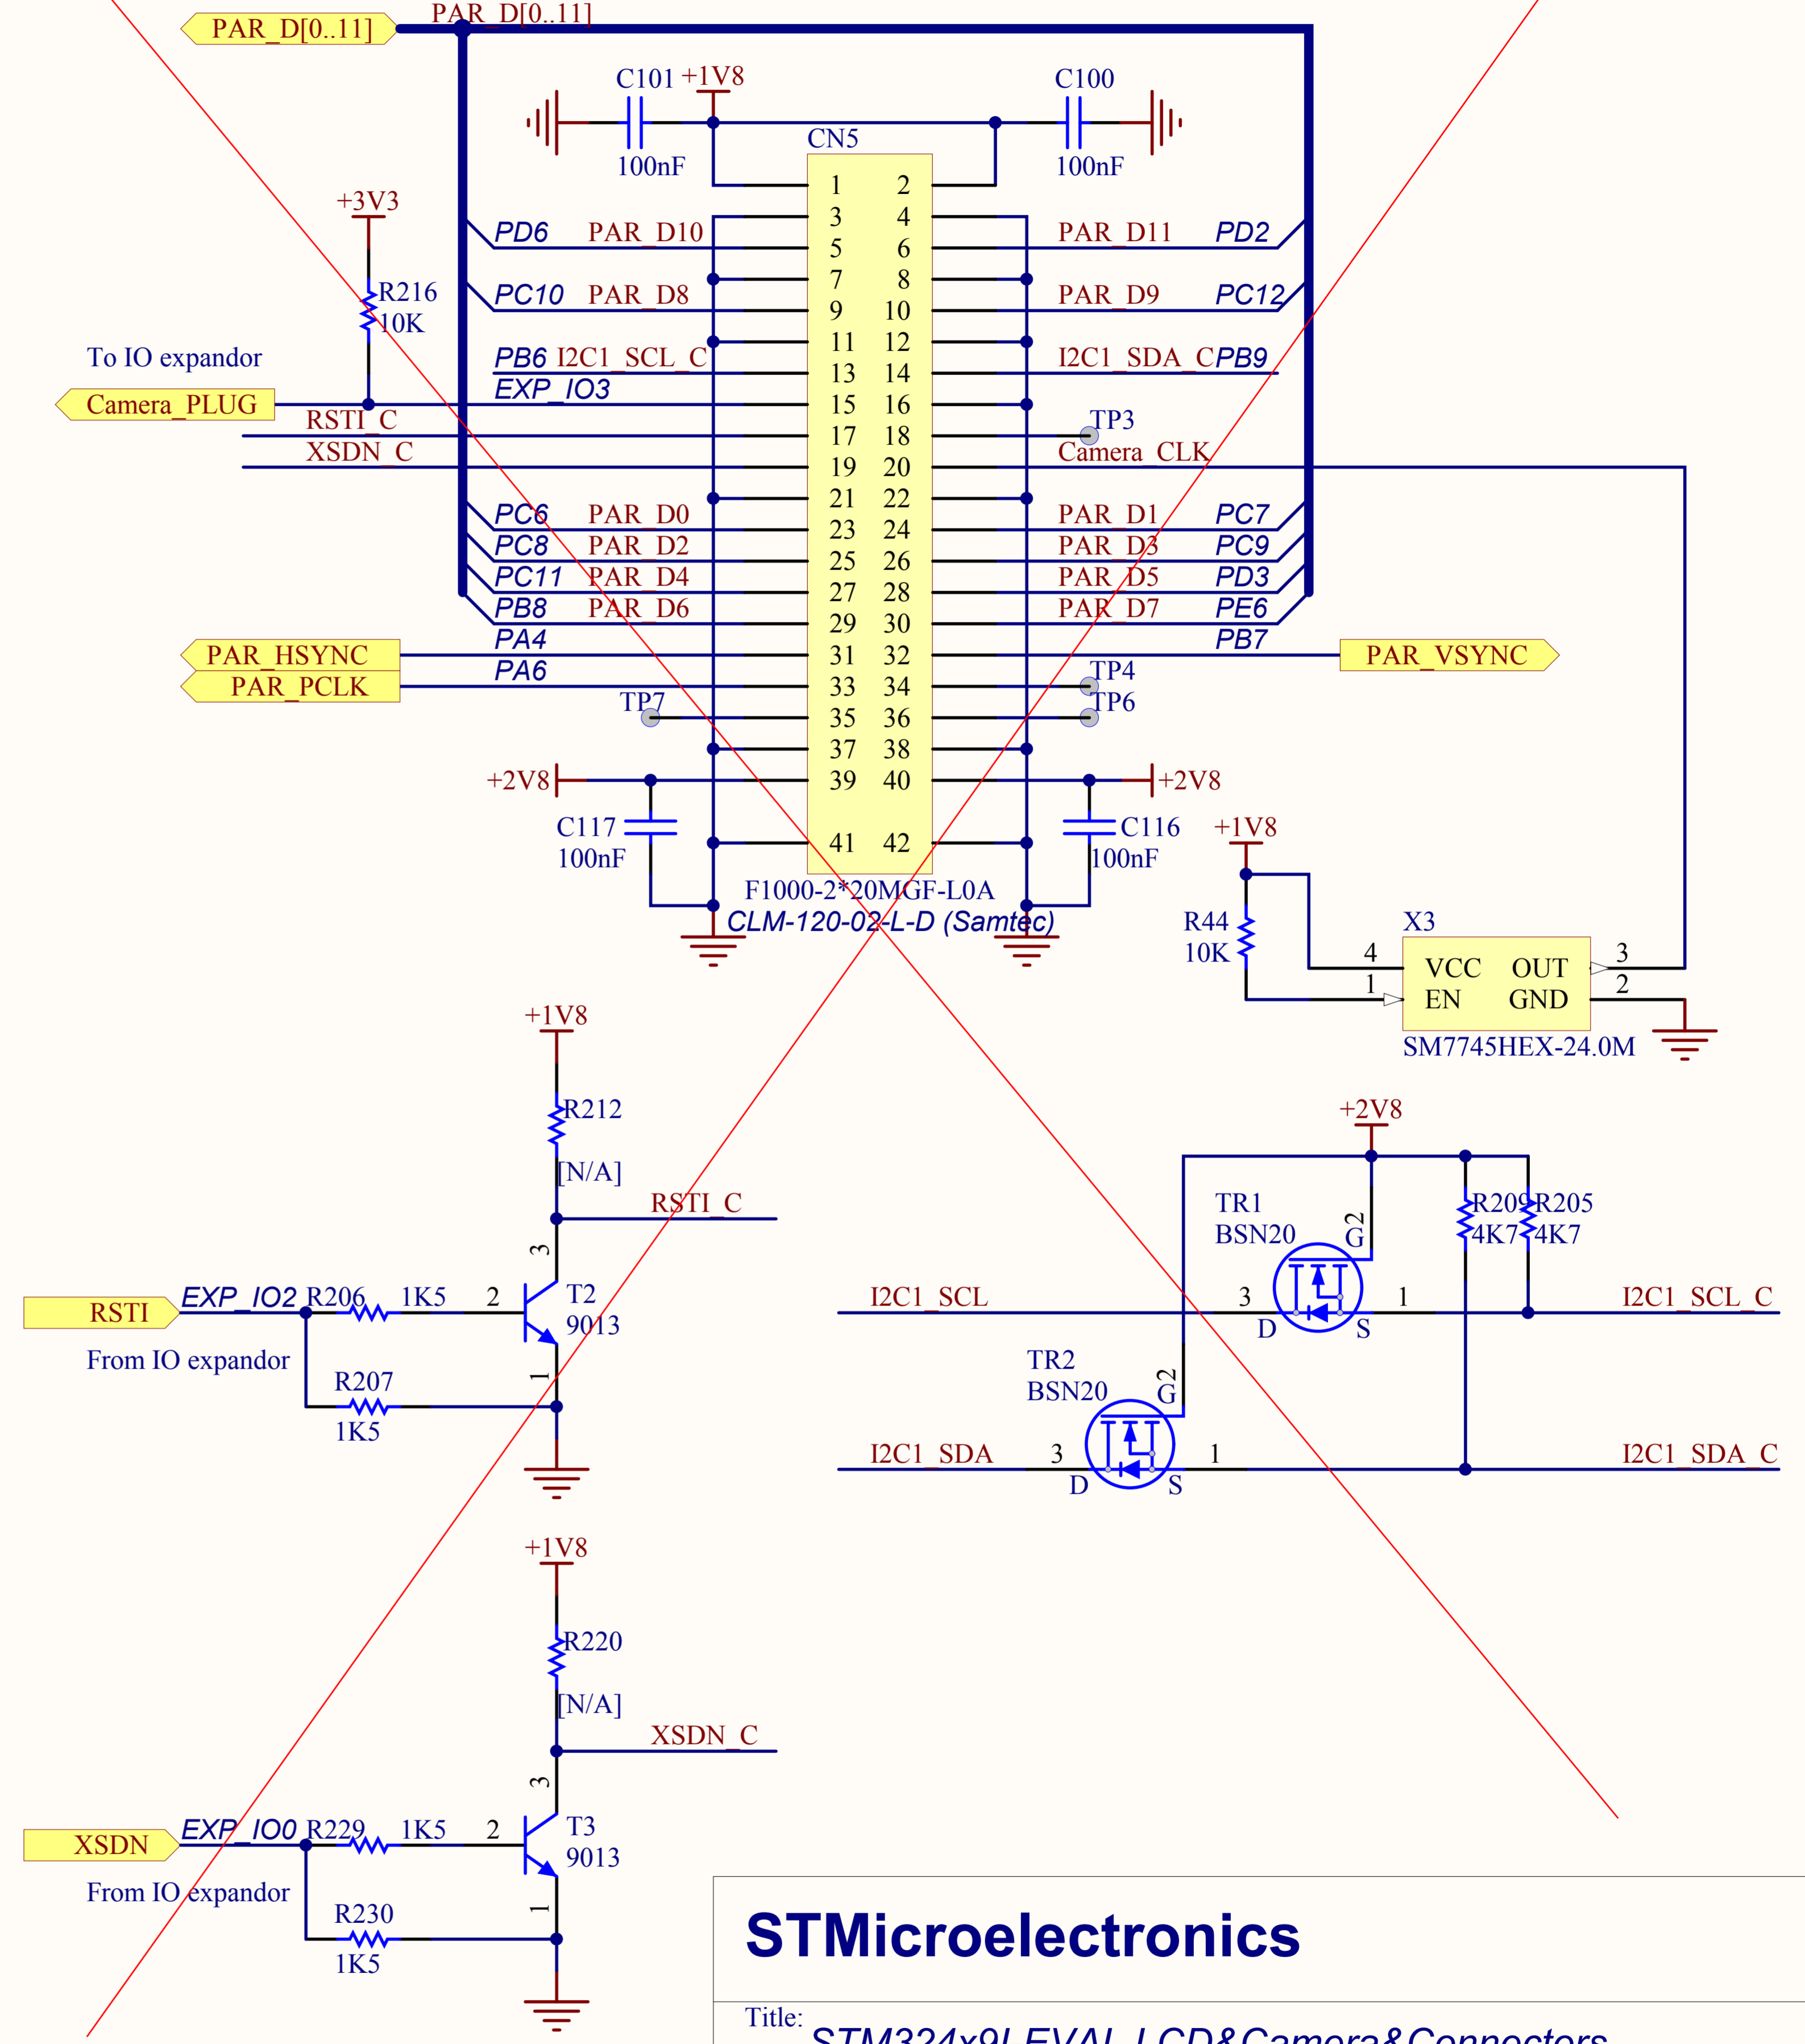 PAR_D[0..11]
PAR_D[0..11]
C101 +1V8 C100
100nF 100nF
CN5
1 2
3 4
+3V3
PD6 PAR_D10 5 6 PAR_D11 PD2
7 8
R216
10K
PC10 PAR_D8 9 10 PAR_D9 PC12
11 12
To IO expandor
PB6 I2C1_SCL_C 13 14 I2C1_SDA_C PB9
Camera_PLUG EXP_IO3 15 16
RSTI_C 17 18 TP3
XSDN_C 19 20 Camera_CLK
21 22
PC6 PAR_D0 23 24 PAR_D1 PC7
PC8 PAR_D2 25 26 PAR_D3 PC9
PC11 PAR_D4 27 28 PAR_D5 PD3
PB8 PAR_D6 29 30 PAR_D7 PE6
PAR_HSYNC PA4 31 32 PB7 PAR_VSYNC
PAR_PCLK PA6 33 34 TP4
TP7 35 36 TP6
37 38
+2V8 39 40 +2V8
C117 C116
100nF 100nF
41 42
F1000-2*20MGF-L0A
CLM-120-02-L-D (Samtec)
+1V8
R44
10K
X3
4 VCC OUT 3
1 EN GND 2
SM7745HEX-24.0M
+1V8
R212
[N/A]
RSTI_C
3
RSTI EXP_IO2 R206 1K5 2 T2
9013
From IO expandor
1
R207
1K5
+2V8
TR1
BSN20
2
G
R209 R205
4K7 4K7
I2C1_SCL 3 1 I2C1_SCL_C
D S
TR2
BSN20
2
G
I2C1_SDA 3 1 I2C1_SDA_C
D S
+1V8
R220
[N/A]
XSDN_C
3
XSDN EXP_IO0 R229 1K5 2 T3
9013
From IO expandor
1
R230
1K5
STMicroelectronics
Title:
STM324x9I-EVAL LCD&Camera&Connectors